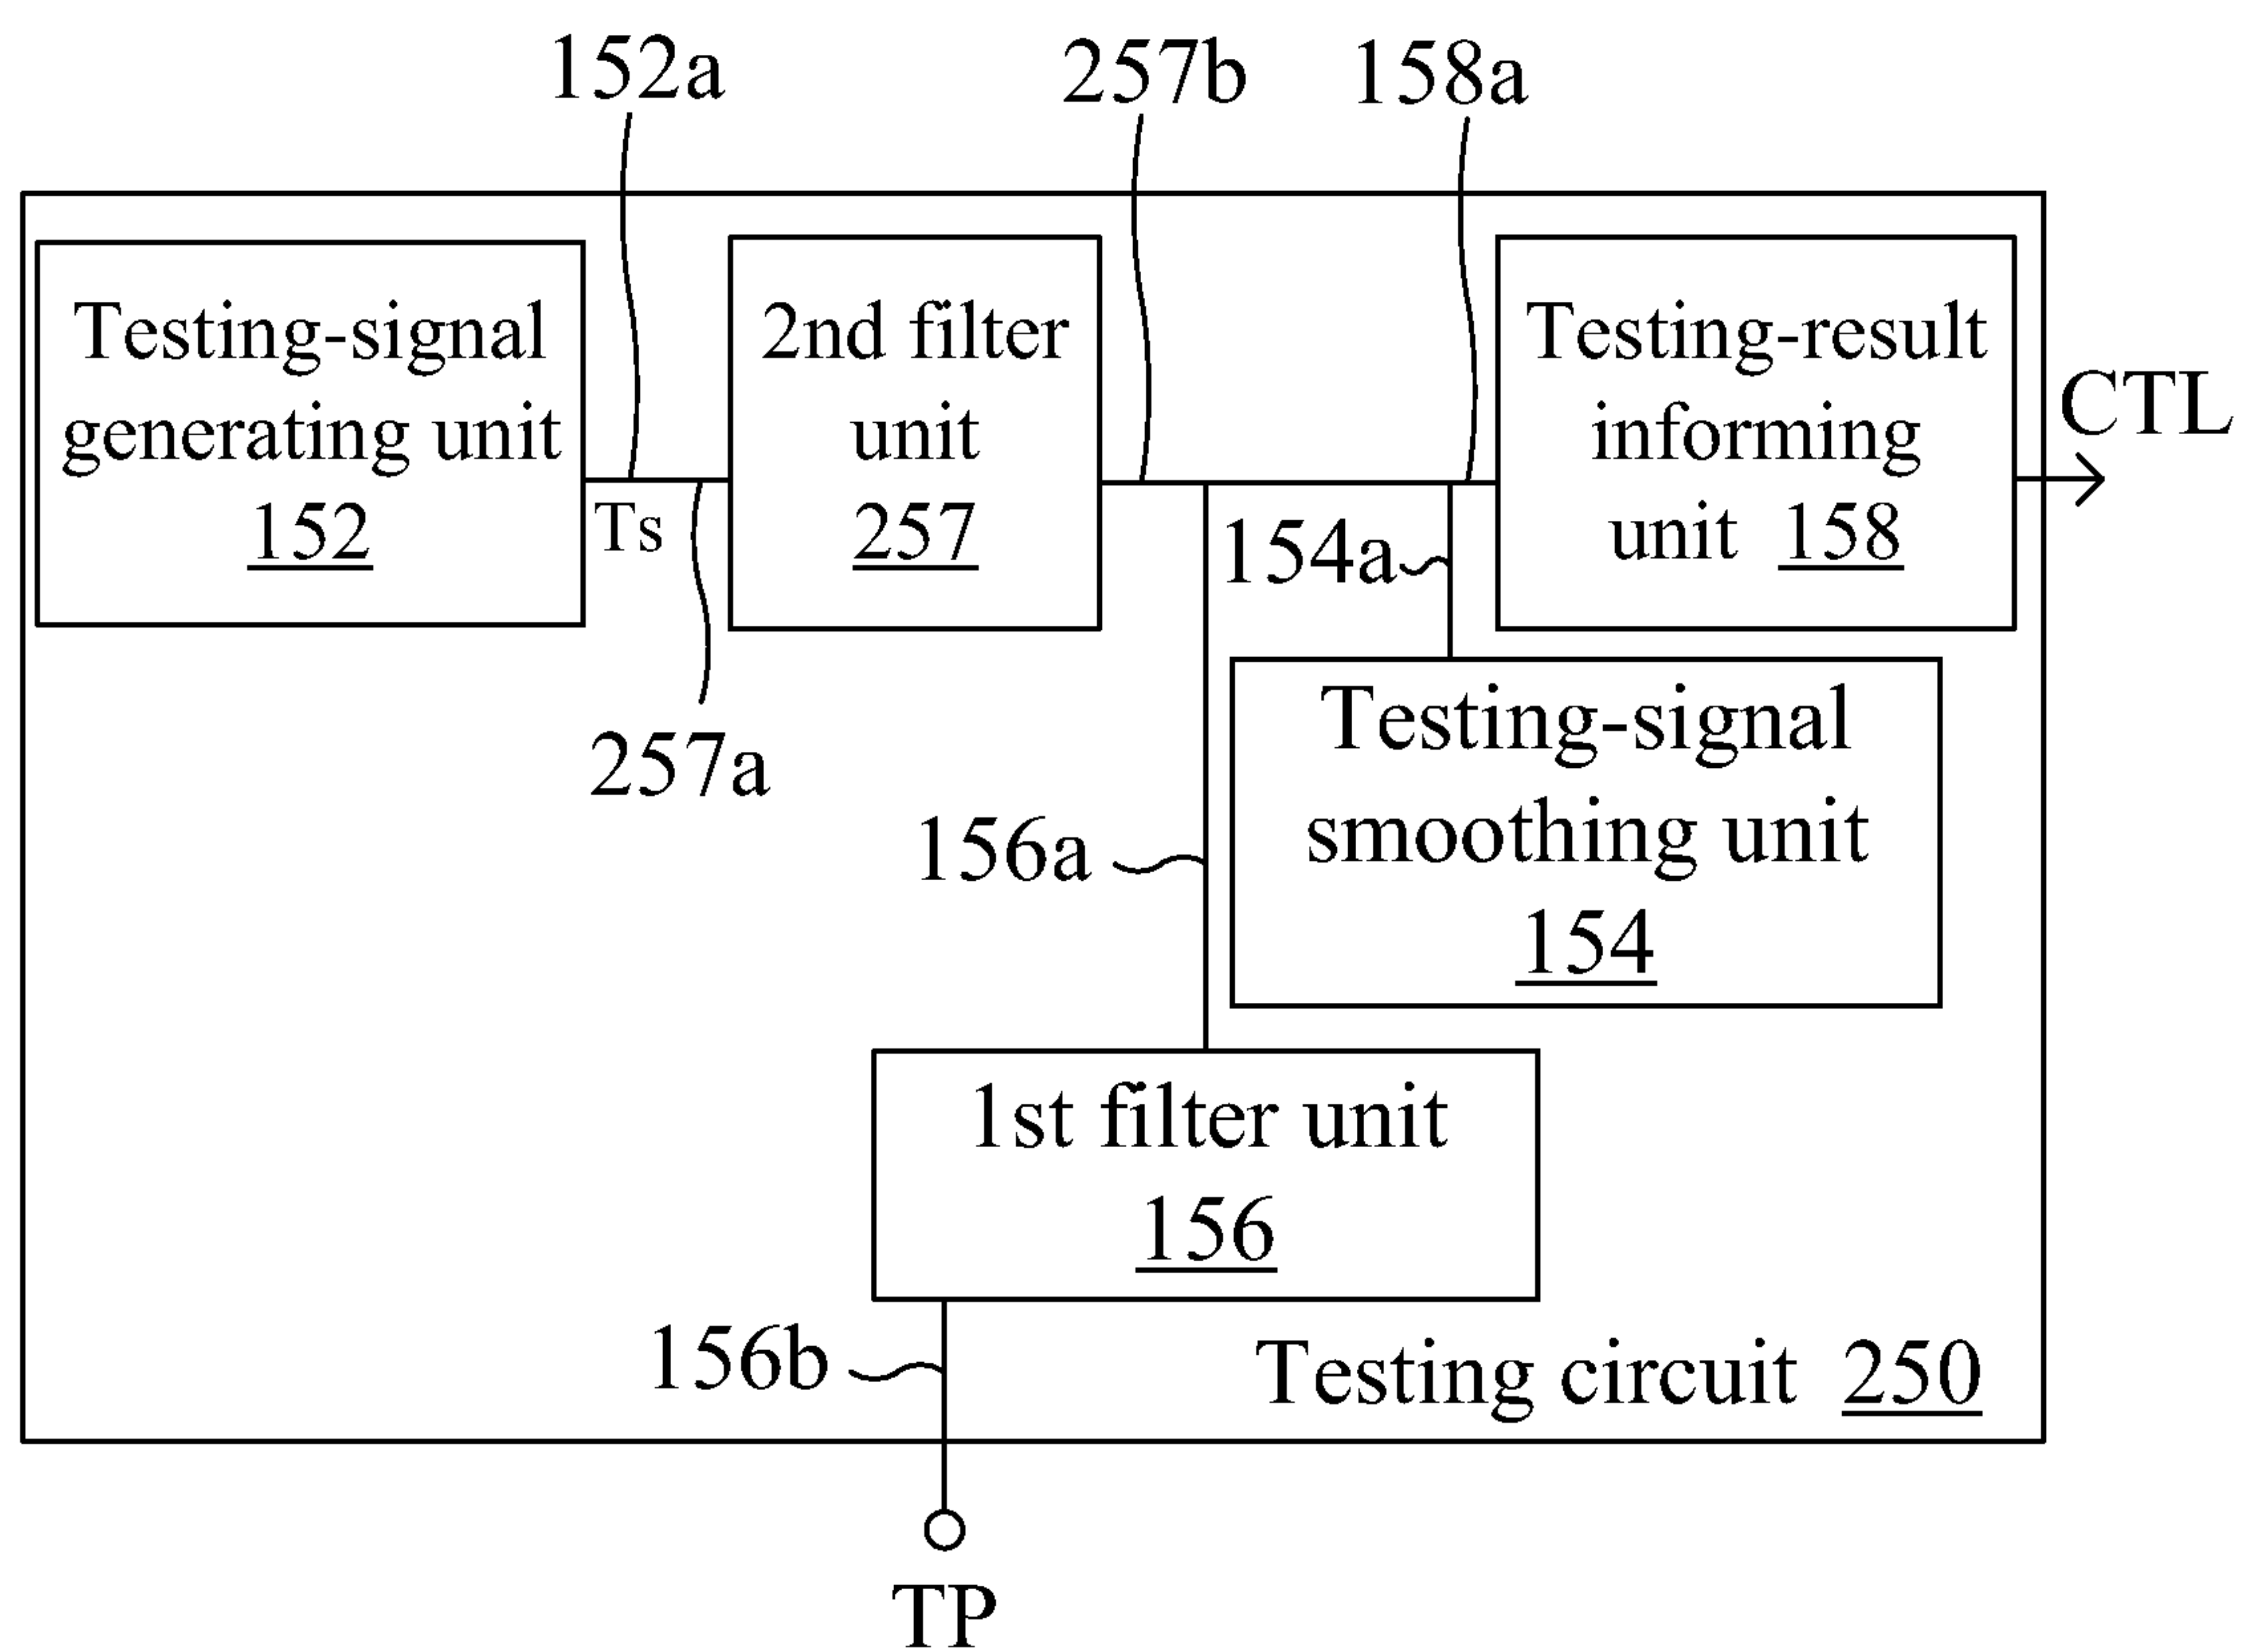 152a
257b
158a
Testing-signal
generating unit
152
Ts
2nd filter
unit
257
Testing-result
informing
unit 158
CTL
154a
257a
Testing-signal
smoothing unit
154
156a
1st filter unit
156
156b
Testing circuit 250
TP